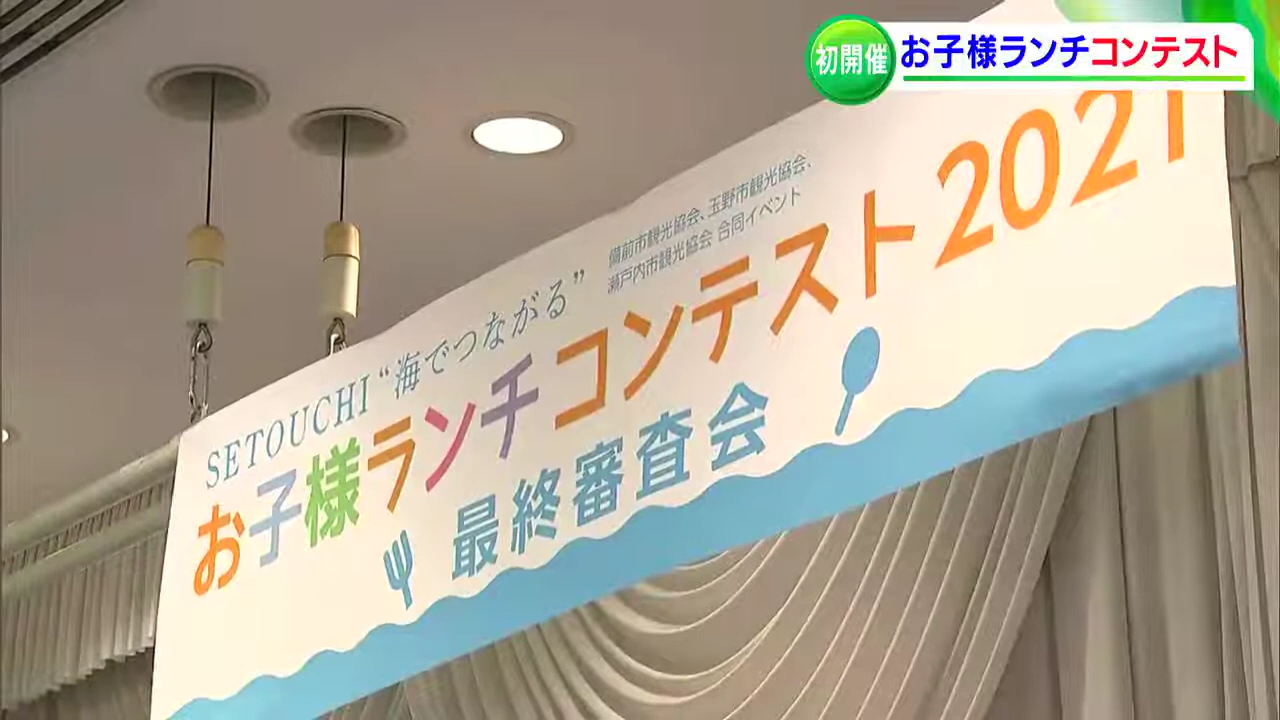 初開催
お子様ランチコンテスト
備前市観光協会、玉野市観光協会、
瀬戸内市観光協会 合同イベント
SETOUCHI “海でつながる”
お子様ランチコンテスト2021
最終審査会